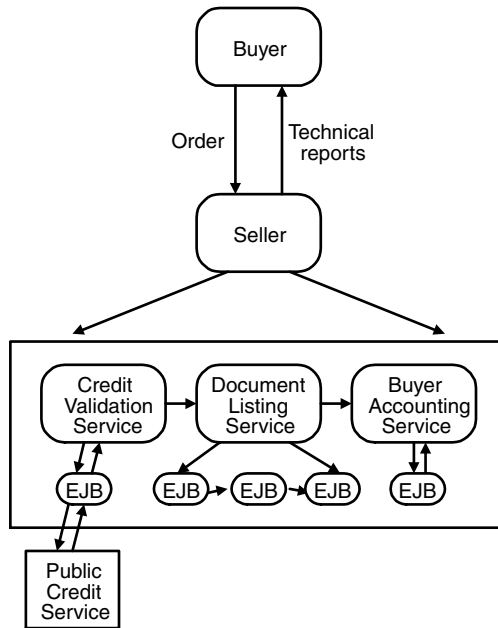 Buyer
Order
Technical
reports
Seller
Credit
Validation
Service
Document
Listing
Service
Buyer
Accounting
Service
EJB
EJB
EJB
EJB
EJB
Public
Credit
Service